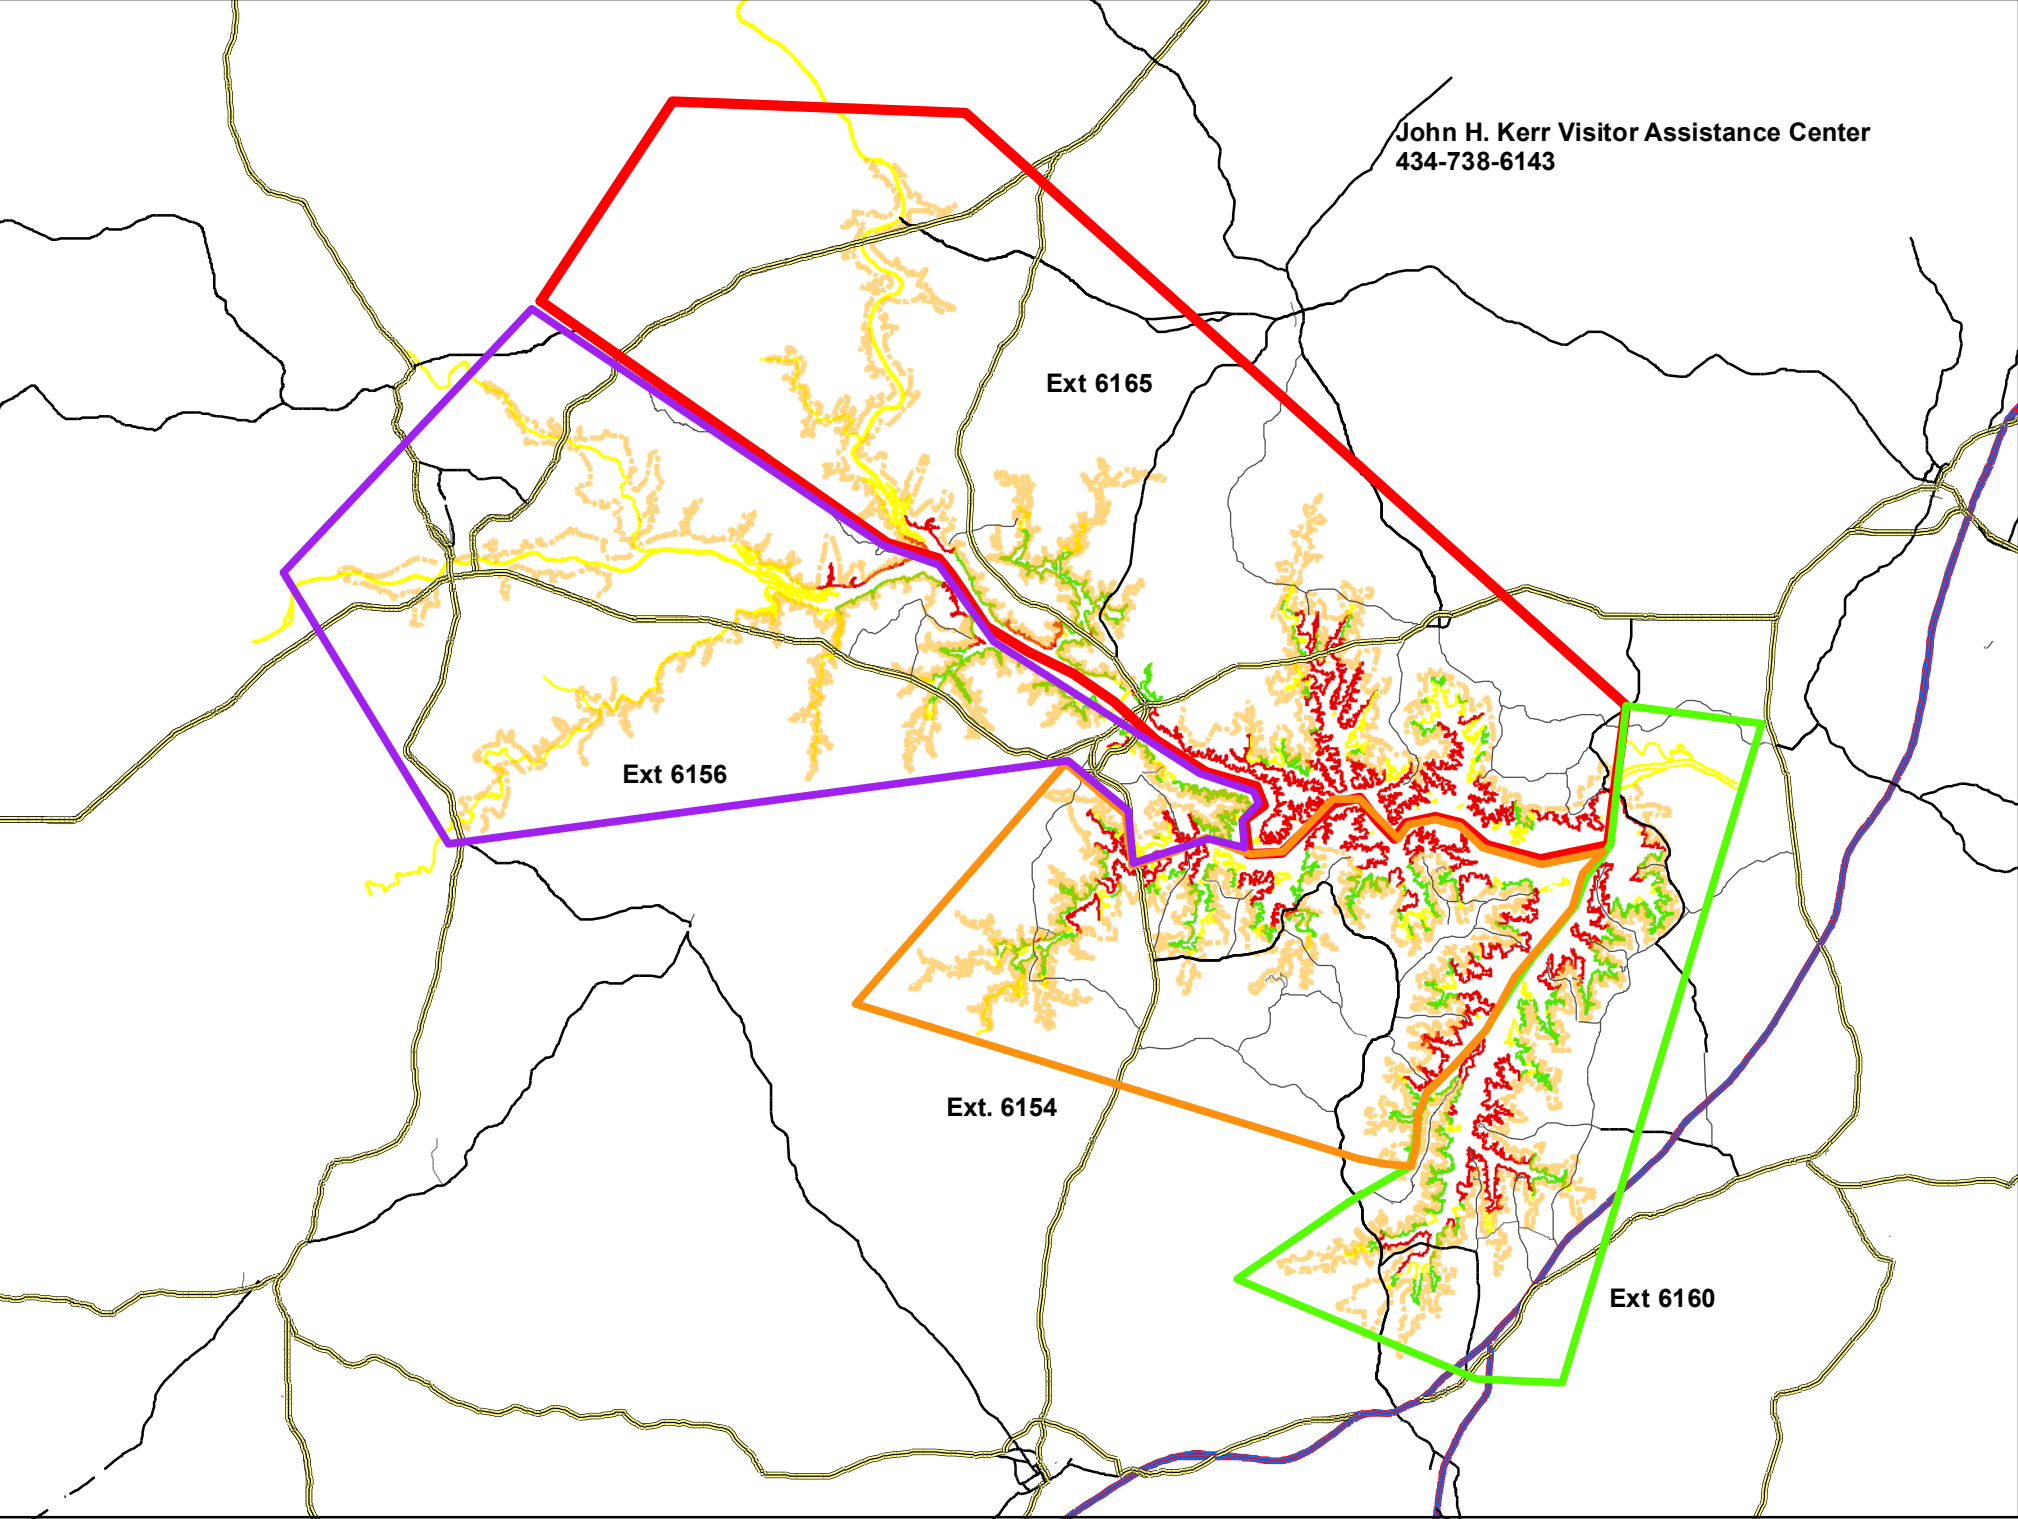 John H. Kerr Visitor Assistance Center
434-738-6143
Ext 6165
Ext 6156
Ext. 6154
Ext 6160